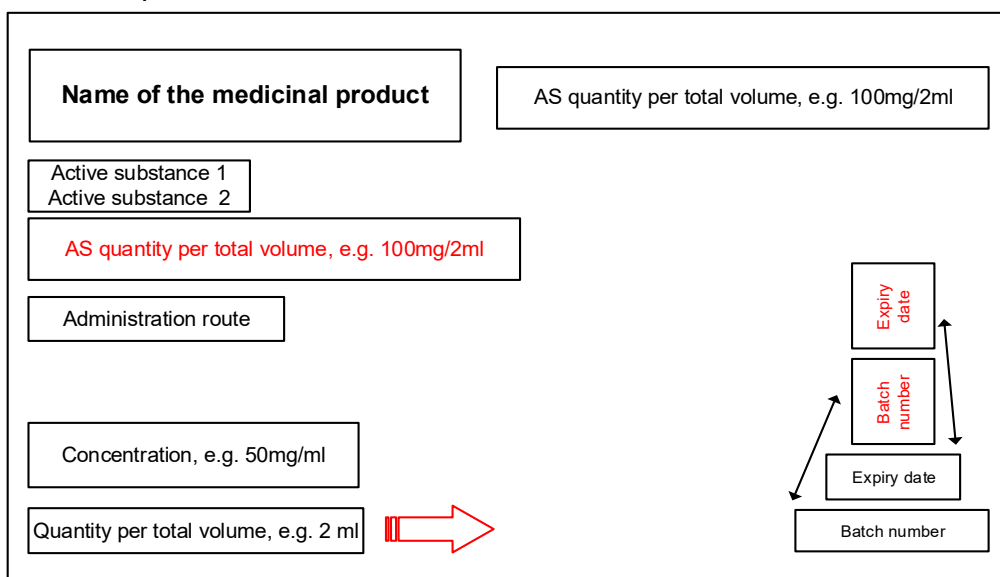 Name of the medicinal product
AS quantity per total volume, e.g. 100mg/2ml
Active substance 1
Active substance 2
AS quantity per total volume, e.g. 100mg/2ml
Administration route
Expiry
date
Batch
number
Concentration, e.g. 50mg/ml
Expiry date
Quantity per total volume, e.g. 2 ml
Batch number